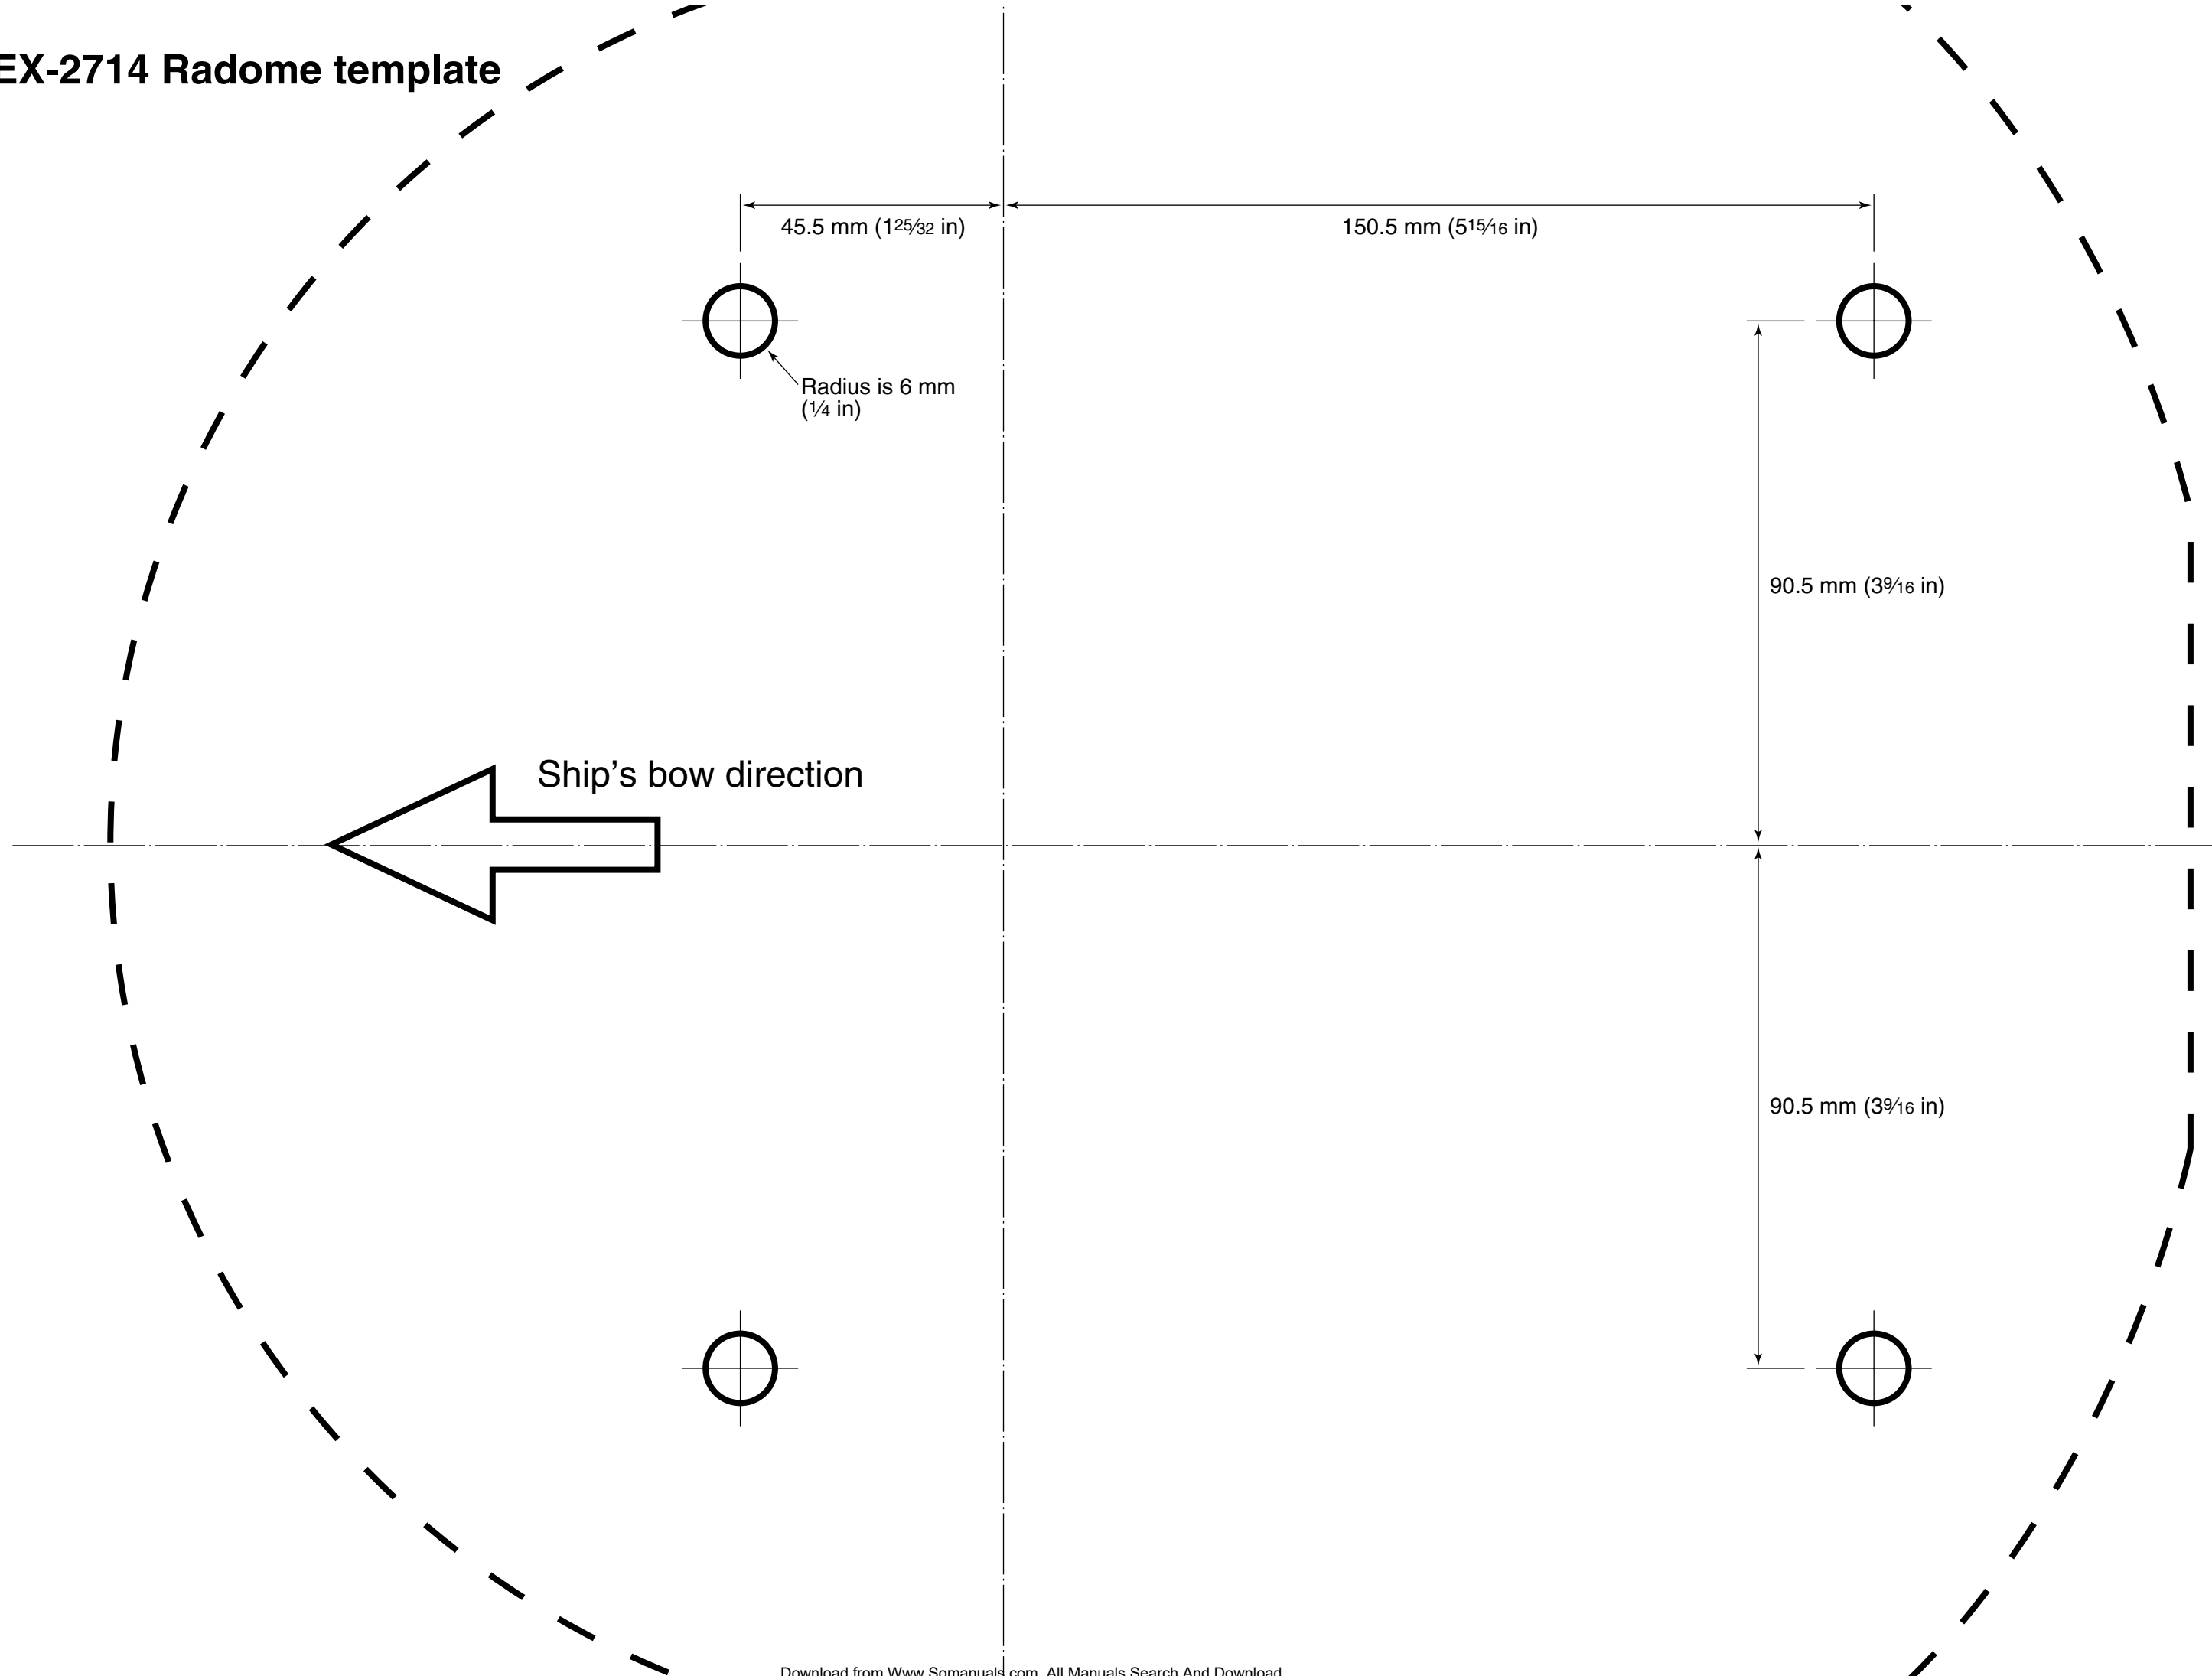 EX-2714 Radome template
45.5 mm (1 25/32 in)
150.5 mm (5 15/16 in)
Radius is 6 mm
(1/4 in)
90.5 mm (3 9/16 in)
Ship’s bow direction
90.5 mm (3 9/16 in)
Download from Www.Somanuals.com. All Manuals Search And Download.